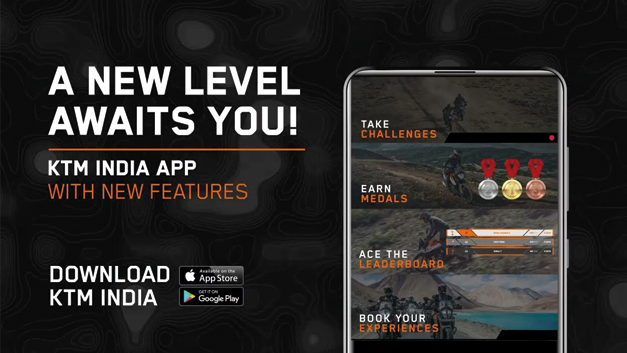 A NEW LEVEL
AWAITS YOU!
KTM INDIA APP
WITH NEW FEATURES
DOWNLOAD
KTM INDIA
Available on the
App Store
GET IT ON
Google Play
TAKE
CHALLENGES
EARN
MEDALS
ACE THE
LEADERBOARD
BOOK YOUR
EXPERIENCES